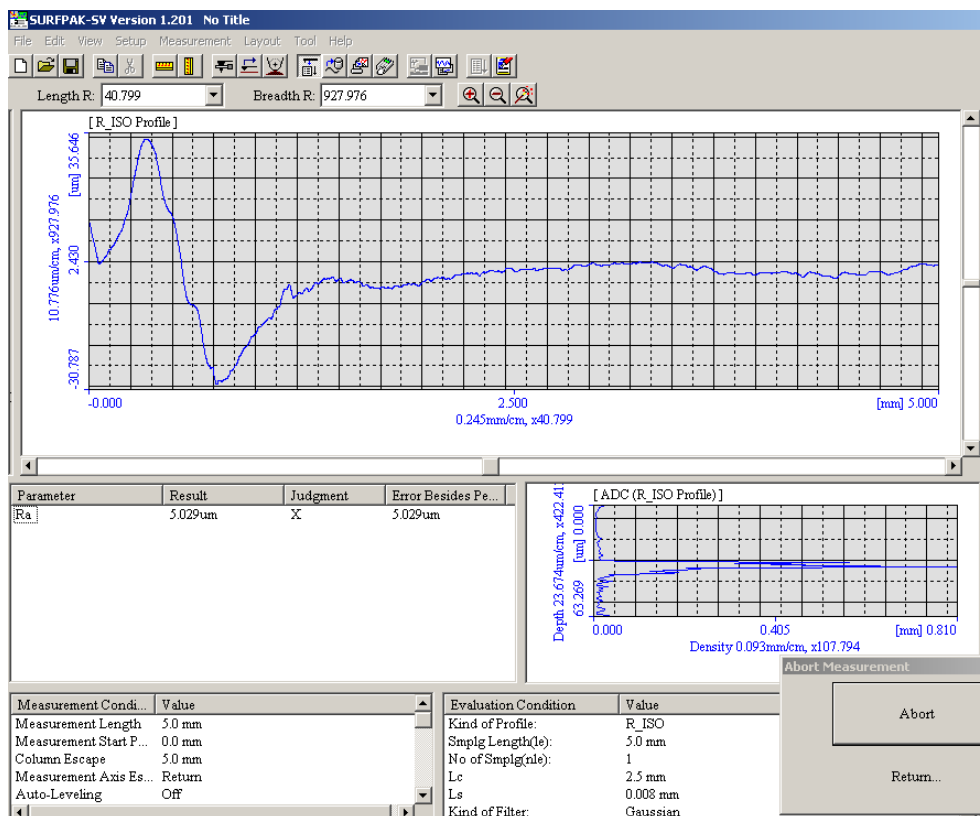 SURFPAK-SV Version 1.201 No Title
File Edit View Setup Measurement Layout Tool Help
Length R: 40.799 Breadth R: 927.976
[ R_ISO Profile ]
10.776um/cm, x927.976
-30.787 2.430 [um] 35.646
-0.000 2.500 [mm] 5.000
0.245mm/cm, x40.799
Parameter Result Judgment Error Besides Pe...
Ra 5.029um X 5.029um
[ ADC (R_ISO Profile) ]
Depth 23.674um/cm, x422.411
63.269 [um] 0.000
0.000 0.405 [mm] 0.810
Density 0.093mm/cm, x107.794
Abort Measurement
Abort
Return...
Measurement Condi... Value
Measurement Length 5.0 mm
Measurement Start P... 0.0 mm
Column Escape 5.0 mm
Measurement Axis Es... Return
Auto-Leveling Off
Evaluation Condition Value
Kind of Profile: R_ISO
Smplg Length(le): 5.0 mm
No of Smplg(nle): 1
Lc 2.5 mm
Ls 0.008 mm
Kind of Filter: Gaussian